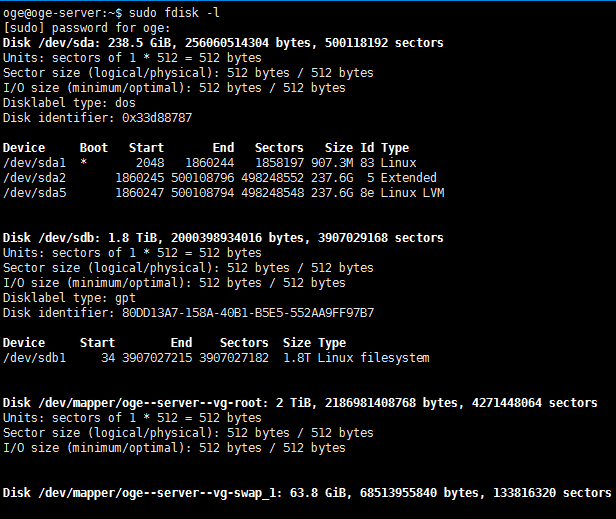 oge@oge-server:~$ sudo fdisk -l
[sudo] password for oge:
Disk /dev/sda: 238.5 GiB, 256060514304 bytes, 500118192 sectors
Units: sectors of 1 * 512 = 512 bytes
Sector size (logical/physical): 512 bytes / 512 bytes
I/O size (minimum/optimal): 512 bytes / 512 bytes
Disklabel type: dos
Disk identifier: 0x33d88787
Device Boot Start End Sectors Size Id Type
/dev/sda1 * 2048 1860244 1858197 907.3M 83 Linux
/dev/sda2 1860245 500108796 498248552 237.6G 5 Extended
/dev/sda5 1860247 500108794 498248548 237.6G 8e Linux LVM
Disk /dev/sdb: 1.8 TiB, 2000398934016 bytes, 3907029168 sectors
Units: sectors of 1 * 512 = 512 bytes
Sector size (logical/physical): 512 bytes / 512 bytes
I/O size (minimum/optimal): 512 bytes / 512 bytes
Disklabel type: gpt
Disk identifier: 80DD13A7-158A-40B1-B5E5-552AA9FF97B7
Device Start End Sectors Size Type
/dev/sdb1 34 3907027215 3907027182 1.8T Linux filesystem
Disk /dev/mapper/oge--server--vg-root: 2 TiB, 2186981408768 bytes, 4271448064 sectors
Units: sectors of 1 * 512 = 512 bytes
Sector size (logical/physical): 512 bytes / 512 bytes
I/O size (minimum/optimal): 512 bytes / 512 bytes
Disk /dev/mapper/oge--server--vg-swap_1: 63.8 GiB, 68513955840 bytes, 133816320 sectors